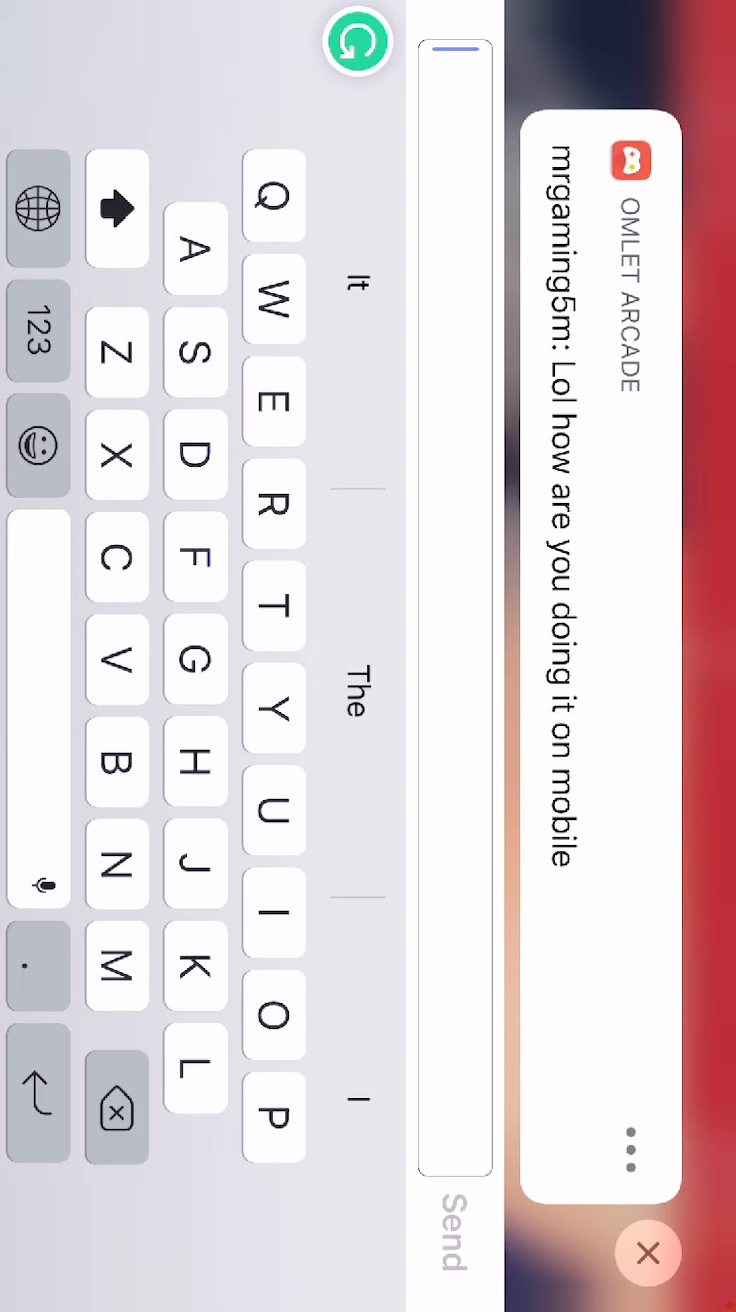 OMLET ARCADE
mrgaming5m: Lol how are you doing it on mobile
Send
It The I
Q W E R T Y U I O P
A S D F G H J K L
Z X C V B N M
123 .